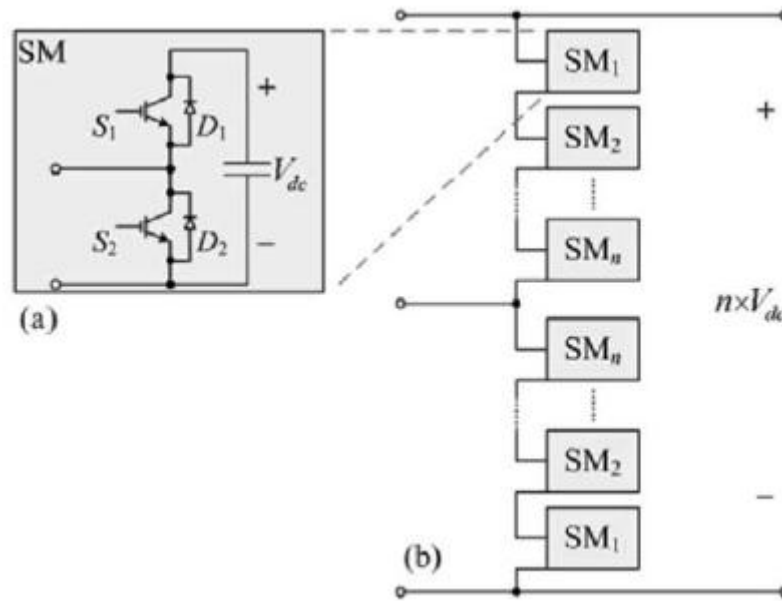 SM
+
S1
D1
Vdc
S2
D2
−
(a)
SM1
SM2
SMn
+
n×Vdc
SMn
SM2
SM1
−
(b)